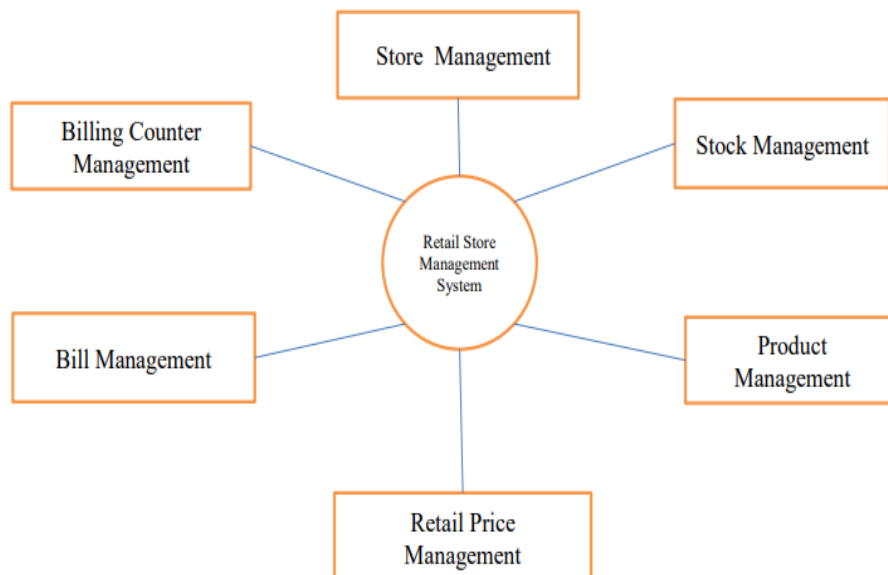 Store  Management
Billing Counter
Management
Stock Management
Retail Store
Management
System
Bill Management
Product
Management
Retail Price
Management